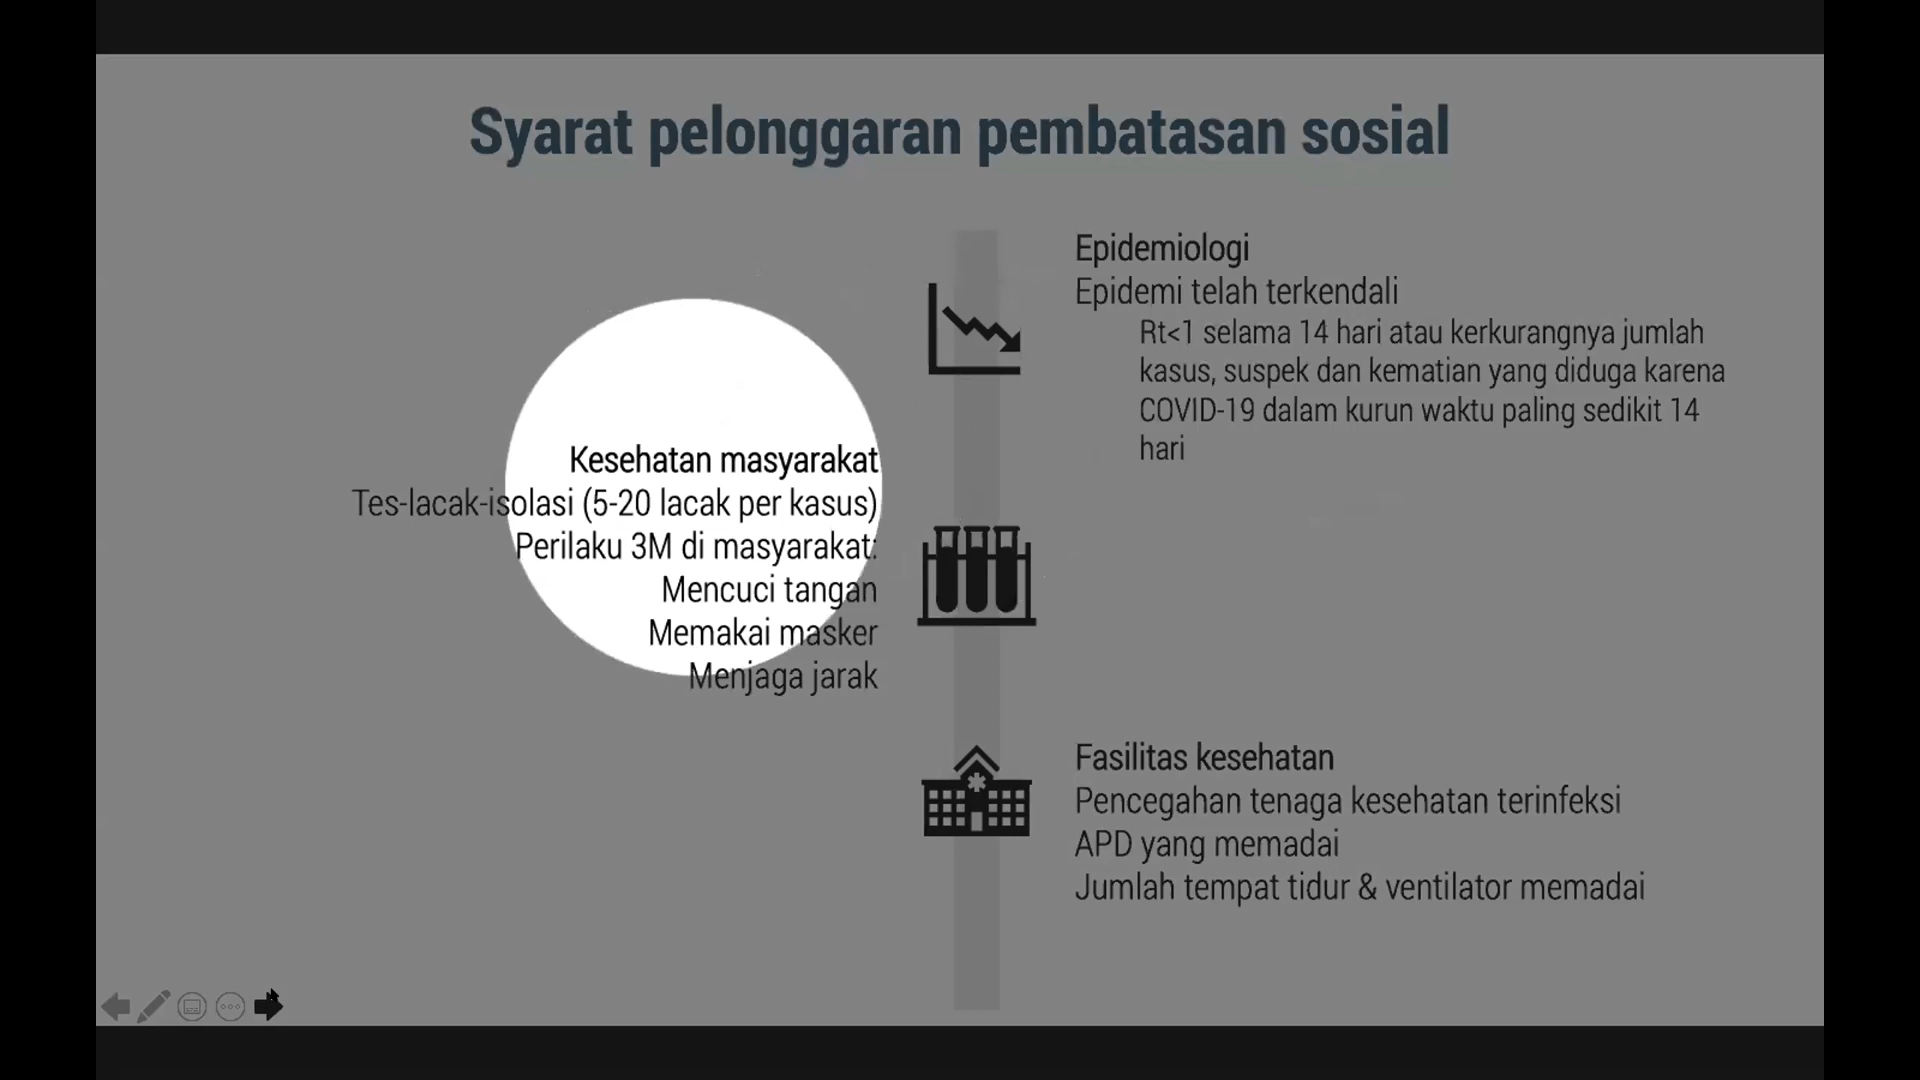 Syarat pelonggaran pembatasan sosial
Epidemiologi
Epidemi telah terkendali
Rt<1 selama 14 hari atau kerkurangnya jumlah
kasus, suspek dan kematian yang diduga karena
COVID-19 dalam kurun waktu paling sedikit 14
hari
Kesehatan masyarakat
Tes-lacak-isolasi (5-20 lacak per kasus)
Perilaku 3M di masyarakat:
Mencuci tangan
Memakai masker
Menjaga jarak
Fasilitas kesehatan
Pencegahan tenaga kesehatan terinfeksi
APD yang memadai
Jumlah tempat tidur & ventilator memadai